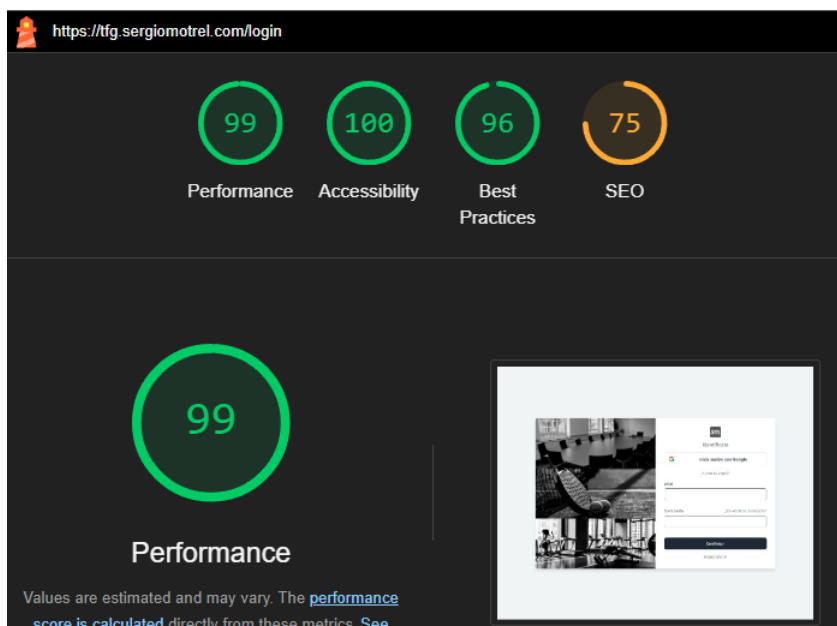 https://tfg.sergiomotrel.com/login
99
100
96
75
Performance
Accessibility
Best
Practices
SEO
99
Performance
Values are estimated and may vary. The performance
score is calculated directly from these metrics. See
sm